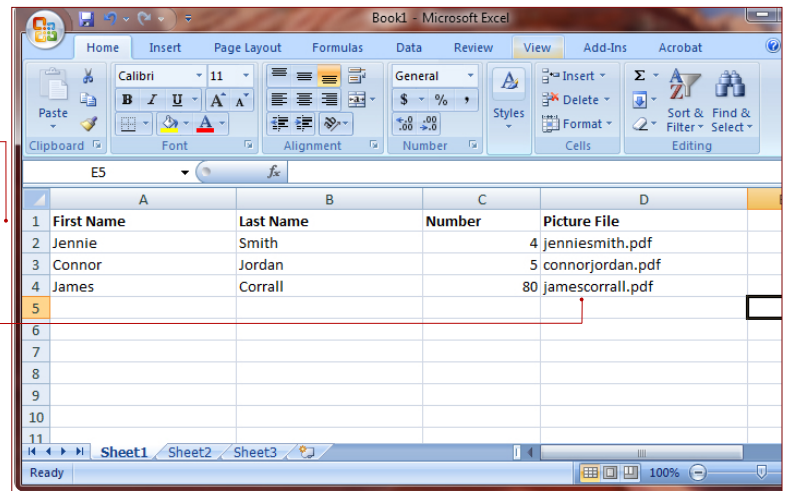 Book1 - Microsoft Excel
Home Insert Page Layout Formulas Data Review View Add-Ins Acrobat
Calibri 11 General Σ
Insert
B I U A A $ % , Delete
Paste Styles Sort & Find &
A .0 .00 .00 .0 Format Filter Select
Clipboard Font Alignment Number Cells Editing
E5 fx
A B C D
1 First Name Last Name Number Picture File
2 Jennie Smith 4 jenniesmith.pdf
3 Connor Jordan 5 connorjordan.pdf
4 James Corrall 80 jamescorrall.pdf
5
6
7
8
9
10
11
Sheet1 Sheet2 Sheet3
Ready 100%